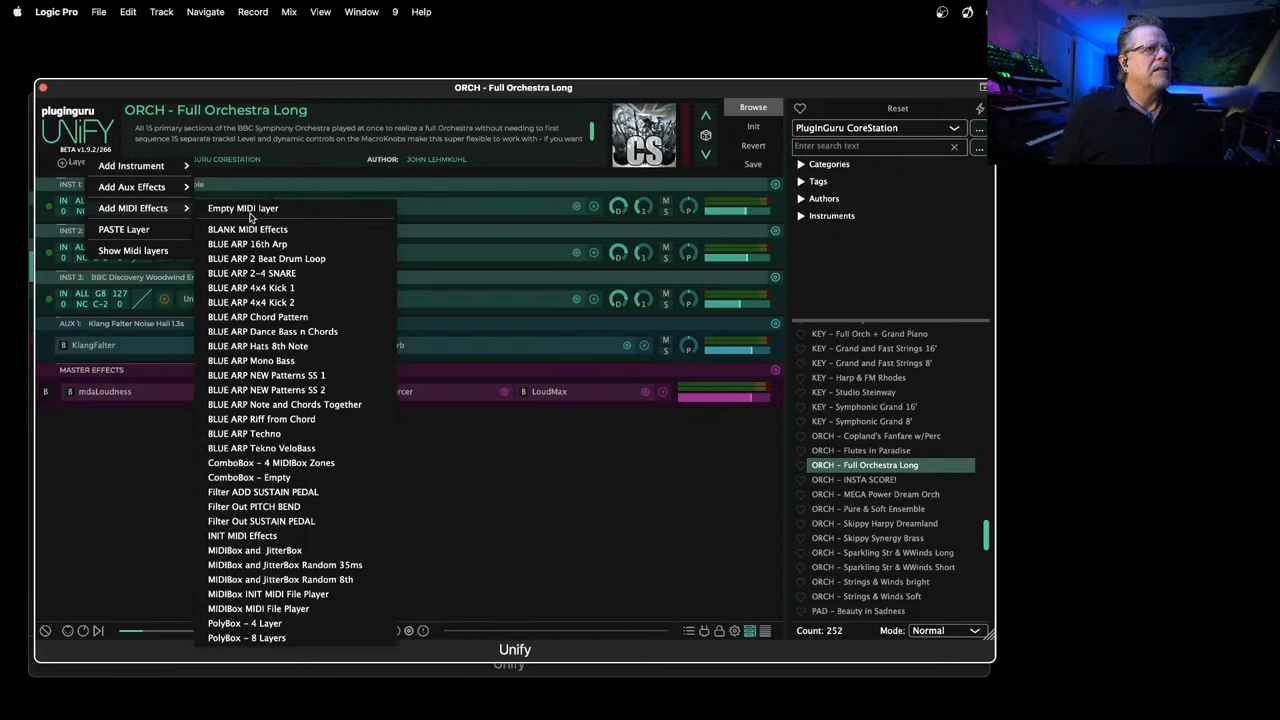 Logic Pro File Edit Track Navigate Record Mix View Window 9 Help
ORCH - Full Orchestra Long
pluginguru
UNiFY
BETA v1.9.2/266
ORCH - Full Orchestra Long
All 15 primary sections of the BBC Symphony Orchestra played at once to realize a full Orchestra without needing to first
sequence 15 separate tracks! Level and dynamic controls on the MacroKnobs make this super flexible to work with - if you want
GURU CORESTATION AUTHOR: JOHN LEHMKUHL
CS
Browse
Init
Revert
Save
Reset
PlugInGuru CoreStation
...
Enter search text
...
Categories
Tags
Authors
Instruments
Laye
Add Instrument
Add Aux Effects
Add MIDI Effects
PASTE Layer
Show Midi layers
Empty MIDI layer
BLANK MIDI Effects
BLUE ARP 16th Arp
BLUE ARP 2 Beat Drum Loop
BLUE ARP 2-4 SNARE
BLUE ARP 4x4 Kick 1
BLUE ARP 4x4 Kick 2
BLUE ARP Chord Pattern
BLUE ARP Dance Bass n Chords
BLUE ARP Hats 8th Note
BLUE ARP Mono Bass
BLUE ARP NEW Patterns SS 1
BLUE ARP NEW Patterns SS 2
BLUE ARP Note and Chords Together
BLUE ARP Riff from Chord
BLUE ARP Techno
BLUE ARP Tekno VeloBass
ComboBox - 4 MIDIBox Zones
ComboBox - Empty
Filter ADD SUSTAIN PEDAL
Filter Out PITCH BEND
Filter Out SUSTAIN PEDAL
INIT MIDI Effects
MIDIBox and JitterBox
MIDIBox and JitterBox Random 35ms
MIDIBox and JitterBox Random 8th
MIDIBox INIT MIDI File Player
MIDIBox MIDI File Player
PolyBox - 4 Layer
PolyBox - 8 Layers
INST 1:
INST 2:
INST 3: BBC Discovery Woodwind En
IN ALL G8 127
0 NC C-2 0
Un
D 1 M S P
D 1 M S P
D 1 M S P
AUX 1: Klang Falter Noise Hall 1.3s
B KlangFalter
P
MASTER EFFECTS
B B mdaLoudness
B LoudMax
KEY - Full Orch + Grand Piano
KEY - Grand and Fast Strings 16'
KEY - Grand and Fast Strings 8'
KEY - Harp & FM Rhodes
KEY - Studio Steinway
KEY - Symphonic Grand 16'
KEY - Symphonic Grand 8'
ORCH - Copland's Fanfare w/Perc
ORCH - Flutes in Paradise
ORCH - Full Orchestra Long
ORCH - INSTA SCORE!
ORCH - MEGA Power Dream Orch
ORCH - Pure & Soft Ensemble
ORCH - Skippy Harpy Dreamland
ORCH - Skippy Synergy Brass
ORCH - Sparkling Str & WWinds Long
ORCH - Sparkling Str & WWinds Short
ORCH - Strings & Winds bright
ORCH - Strings & Winds Soft
PAD - Beauty in Sadness
Count: 252 Mode: Normal
Unify
Unify